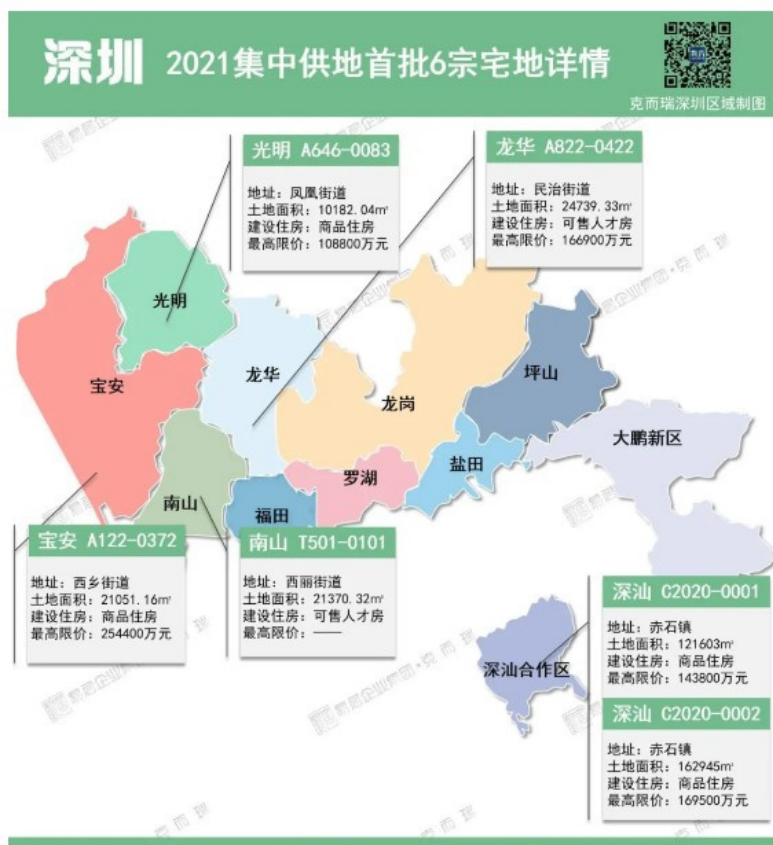 深圳 2021集中供地首批6宗宅地详情
克而瑞深圳区域制图
光明 A646-0083
地址：凤凰街道
土地面积：10182.04㎡
建设住房：商品住房
最高限价：108800万元
龙华 A822-0422
地址：民治街道
土地面积：24739.33㎡
建设住房：可售人才房
最高限价：166900万元
光明
宝安
龙华
龙岗
坪山
大鹏新区
南山
福田
罗湖
盐田
宝安 A122-0372
地址：西乡街道
土地面积：21051.16㎡
建设住房：商品住房
最高限价：254400万元
南山 T501-0101
地址：西丽街道
土地面积：21370.32㎡
建设住房：可售人才房
最高限价：——
深汕合作区
深汕 C2020-0001
地址：赤石镇
土地面积：121603㎡
建设住房：商品住房
最高限价：143800万元
深汕 C2020-0002
地址：赤石镇
土地面积：162945㎡
建设住房：商品住房
最高限价：169500万元